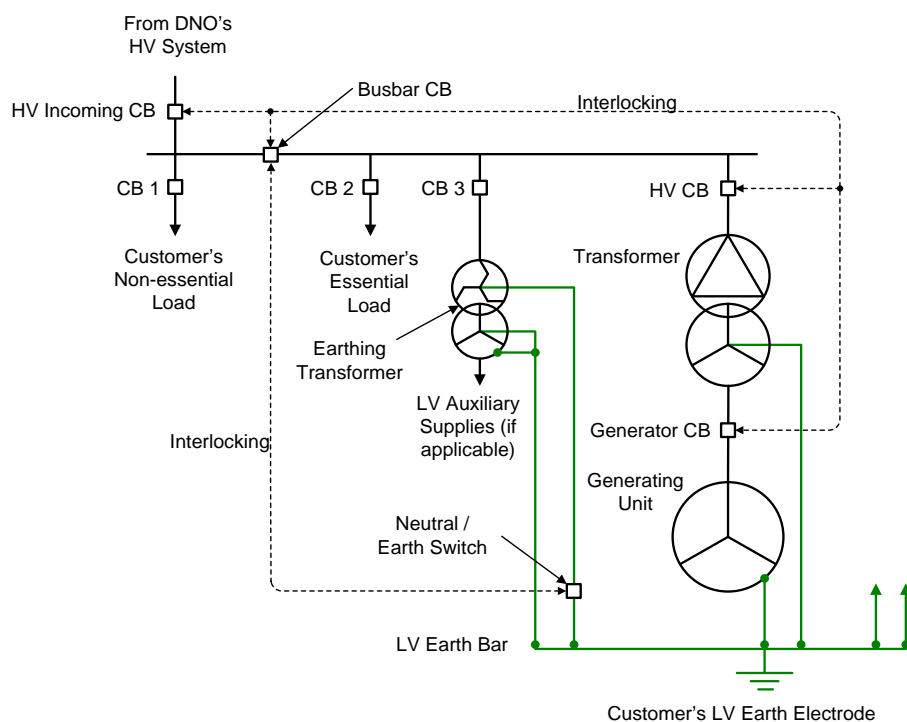 From DNO's
HV System
HV Incoming CB
Busbar CB
Interlocking
CB 1
CB 2
CB 3
HV CB
Customer's
Non-essential
Load
Customer's
Essential
Load
Transformer
Earthing
Transformer
LV Auxiliary
Supplies (if
applicable)
Interlocking
Generator CB
Generating
Unit
Neutral /
Earth Switch
LV Earth Bar
Customer's LV Earth Electrode